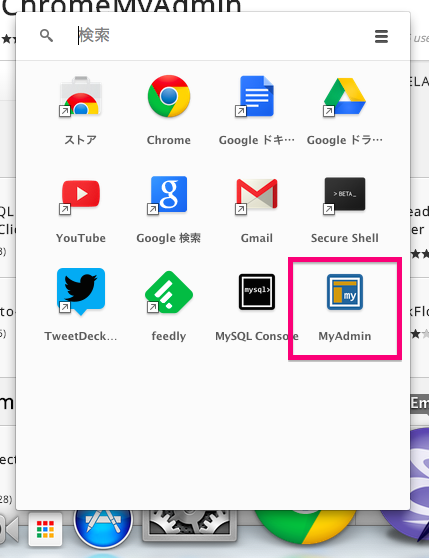 ChromeMyAdmin
検索
ストア
Chrome
Google ドキ…
Google ドラ…
YouTube
Google 検索
Gmail
> BETA_
Secure Shell
TweetDeck…
feedly
mysql>
MySQL Console
my
MyAdmin